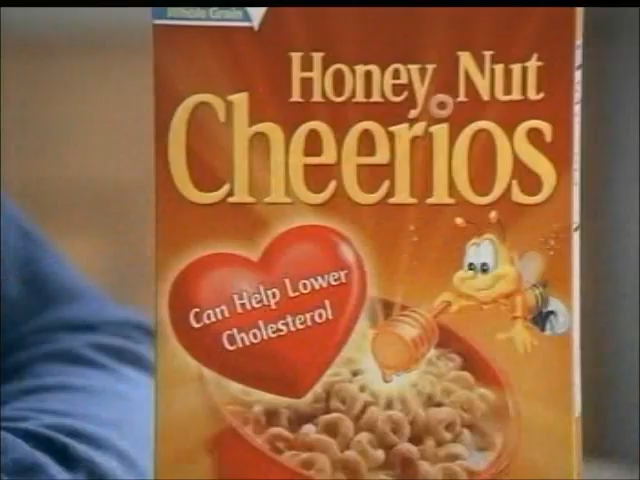 Whole Grain
Honey Nut
Cheerios
Can Help Lower
Cholesterol